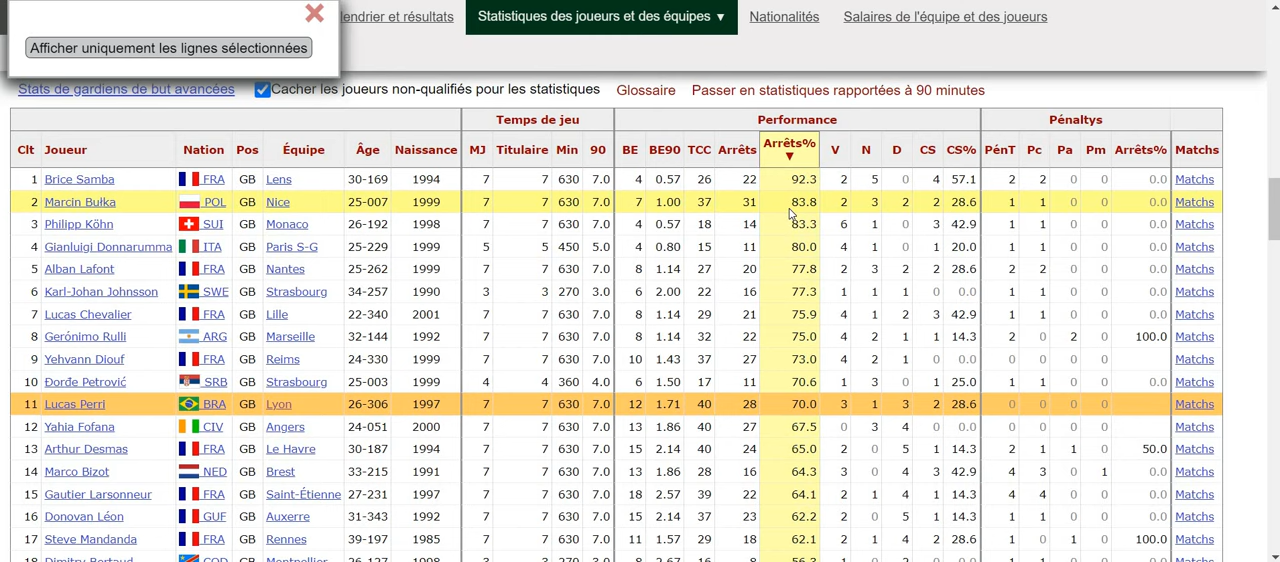 lendrier et résultats Statistiques des joueurs et des équipes ▼ Nationalités Salaires de l'équipe et des joueurs
Afficher uniquement les lignes sélectionnées
Stats de gardiens de but avancées Cacher les joueurs non-qualifiés pour les statistiques Glossaire Passer en statistiques rapportées à 90 minutes
Temps de jeu Performance Pénaltys
Clt Joueur Nation Pos Équipe Âge Naissance MJ Titulaire Min 90 BE BE90 TCC Arrêts Arrêts% ▼ V N D CS CS% PénT Pc Pa Pm Arrêts% Matchs
1 Brice Samba FRA GB Lens 30-169 1994 7 7 630 7.0 4 0.57 26 22 92.3 2 5 0 4 57.1 2 2 0 0 0.0 Matchs
2 Marcin Bułka POL GB Nice 25-007 1999 7 7 630 7.0 7 1.00 37 31 83.8 2 3 2 2 28.6 1 1 0 0 0.0 Matchs
3 Philipp Köhn SUI GB Monaco 26-192 1998 7 7 630 7.0 4 0.57 18 14 83.3 6 1 0 3 42.9 1 1 0 0 0.0 Matchs
4 Gianluigi Donnarumma ITA GB Paris S-G 25-229 1999 5 5 450 5.0 4 0.80 15 11 80.0 4 1 0 1 20.0 1 1 0 0 0.0 Matchs
5 Alban Lafont FRA GB Nantes 25-262 1999 7 7 630 7.0 8 1.14 27 20 77.8 2 3 2 2 28.6 2 2 0 0 0.0 Matchs
6 Karl-Johan Johnsson SWE GB Strasbourg 34-257 1990 3 3 270 3.0 6 2.00 22 16 77.3 1 1 1 0 0.0 1 1 0 0 0.0 Matchs
7 Lucas Chevalier FRA GB Lille 22-340 2001 7 7 630 7.0 8 1.14 29 21 75.9 4 1 2 3 42.9 1 1 0 0 0.0 Matchs
8 Gerónimo Rulli ARG GB Marseille 32-144 1992 7 7 630 7.0 8 1.14 32 22 75.0 4 2 1 1 14.3 2 0 2 0 100.0 Matchs
9 Yehvann Diouf FRA GB Reims 24-330 1999 7 7 630 7.0 10 1.43 37 27 73.0 4 2 1 0 0.0 0 0 0 0 Matchs
10 Đorđe Petrović SRB GB Strasbourg 25-003 1999 4 4 360 4.0 6 1.50 17 11 70.6 1 3 0 1 25.0 1 1 0 0 0.0 Matchs
11 Lucas Perri BRA GB Lyon 26-306 1997 7 7 630 7.0 12 1.71 40 28 70.0 3 1 3 2 28.6 0 0 0 0 Matchs
12 Yahia Fofana CIV GB Angers 24-051 2000 7 7 630 7.0 13 1.86 40 27 67.5 0 3 4 0 0.0 0 0 0 0 Matchs
13 Arthur Desmas FRA GB Le Havre 30-187 1994 7 7 630 7.0 15 2.14 40 24 65.0 2 0 5 1 14.3 2 1 1 0 50.0 Matchs
14 Marco Bizot NED GB Brest 33-215 1991 7 7 630 7.0 13 1.86 28 16 64.3 3 0 4 3 42.9 4 3 0 1 0.0 Matchs
15 Gautier Larsonneur FRA GB Saint-Étienne 27-231 1997 7 7 630 7.0 18 2.57 39 22 64.1 2 1 4 1 14.3 4 4 0 0 0.0 Matchs
16 Donovan Léon GUF GB Auxerre 31-343 1992 7 7 630 7.0 15 2.14 37 23 62.2 2 0 5 1 14.3 1 1 0 0 0.0 Matchs
17 Steve Mandanda FRA GB Rennes 39-197 1985 7 7 630 7.0 11 1.57 29 18 62.1 2 1 4 2 28.6 1 0 1 0 100.0 Matchs
18 Dimitry Bertaud COD GB Montpellier 26-127 1998 3 3 270 3.0 8 2.67 16 56.3 1 0 2 0 0.0 Matchs